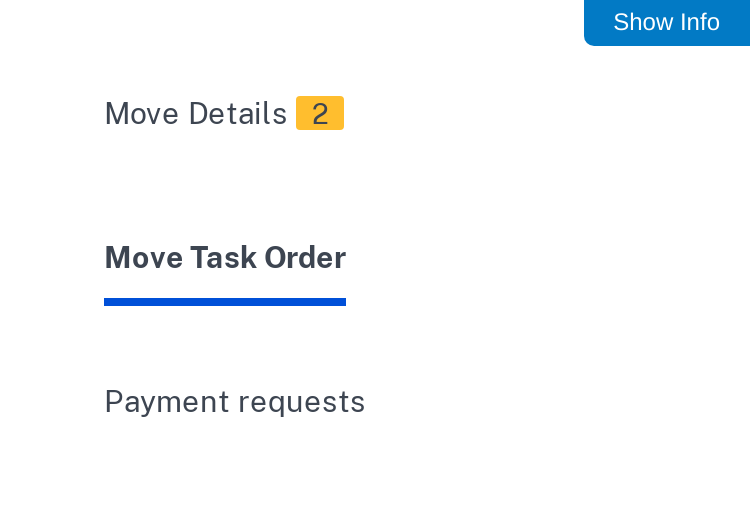 Show Info
Move Details 2
Move Task Order
Payment requests